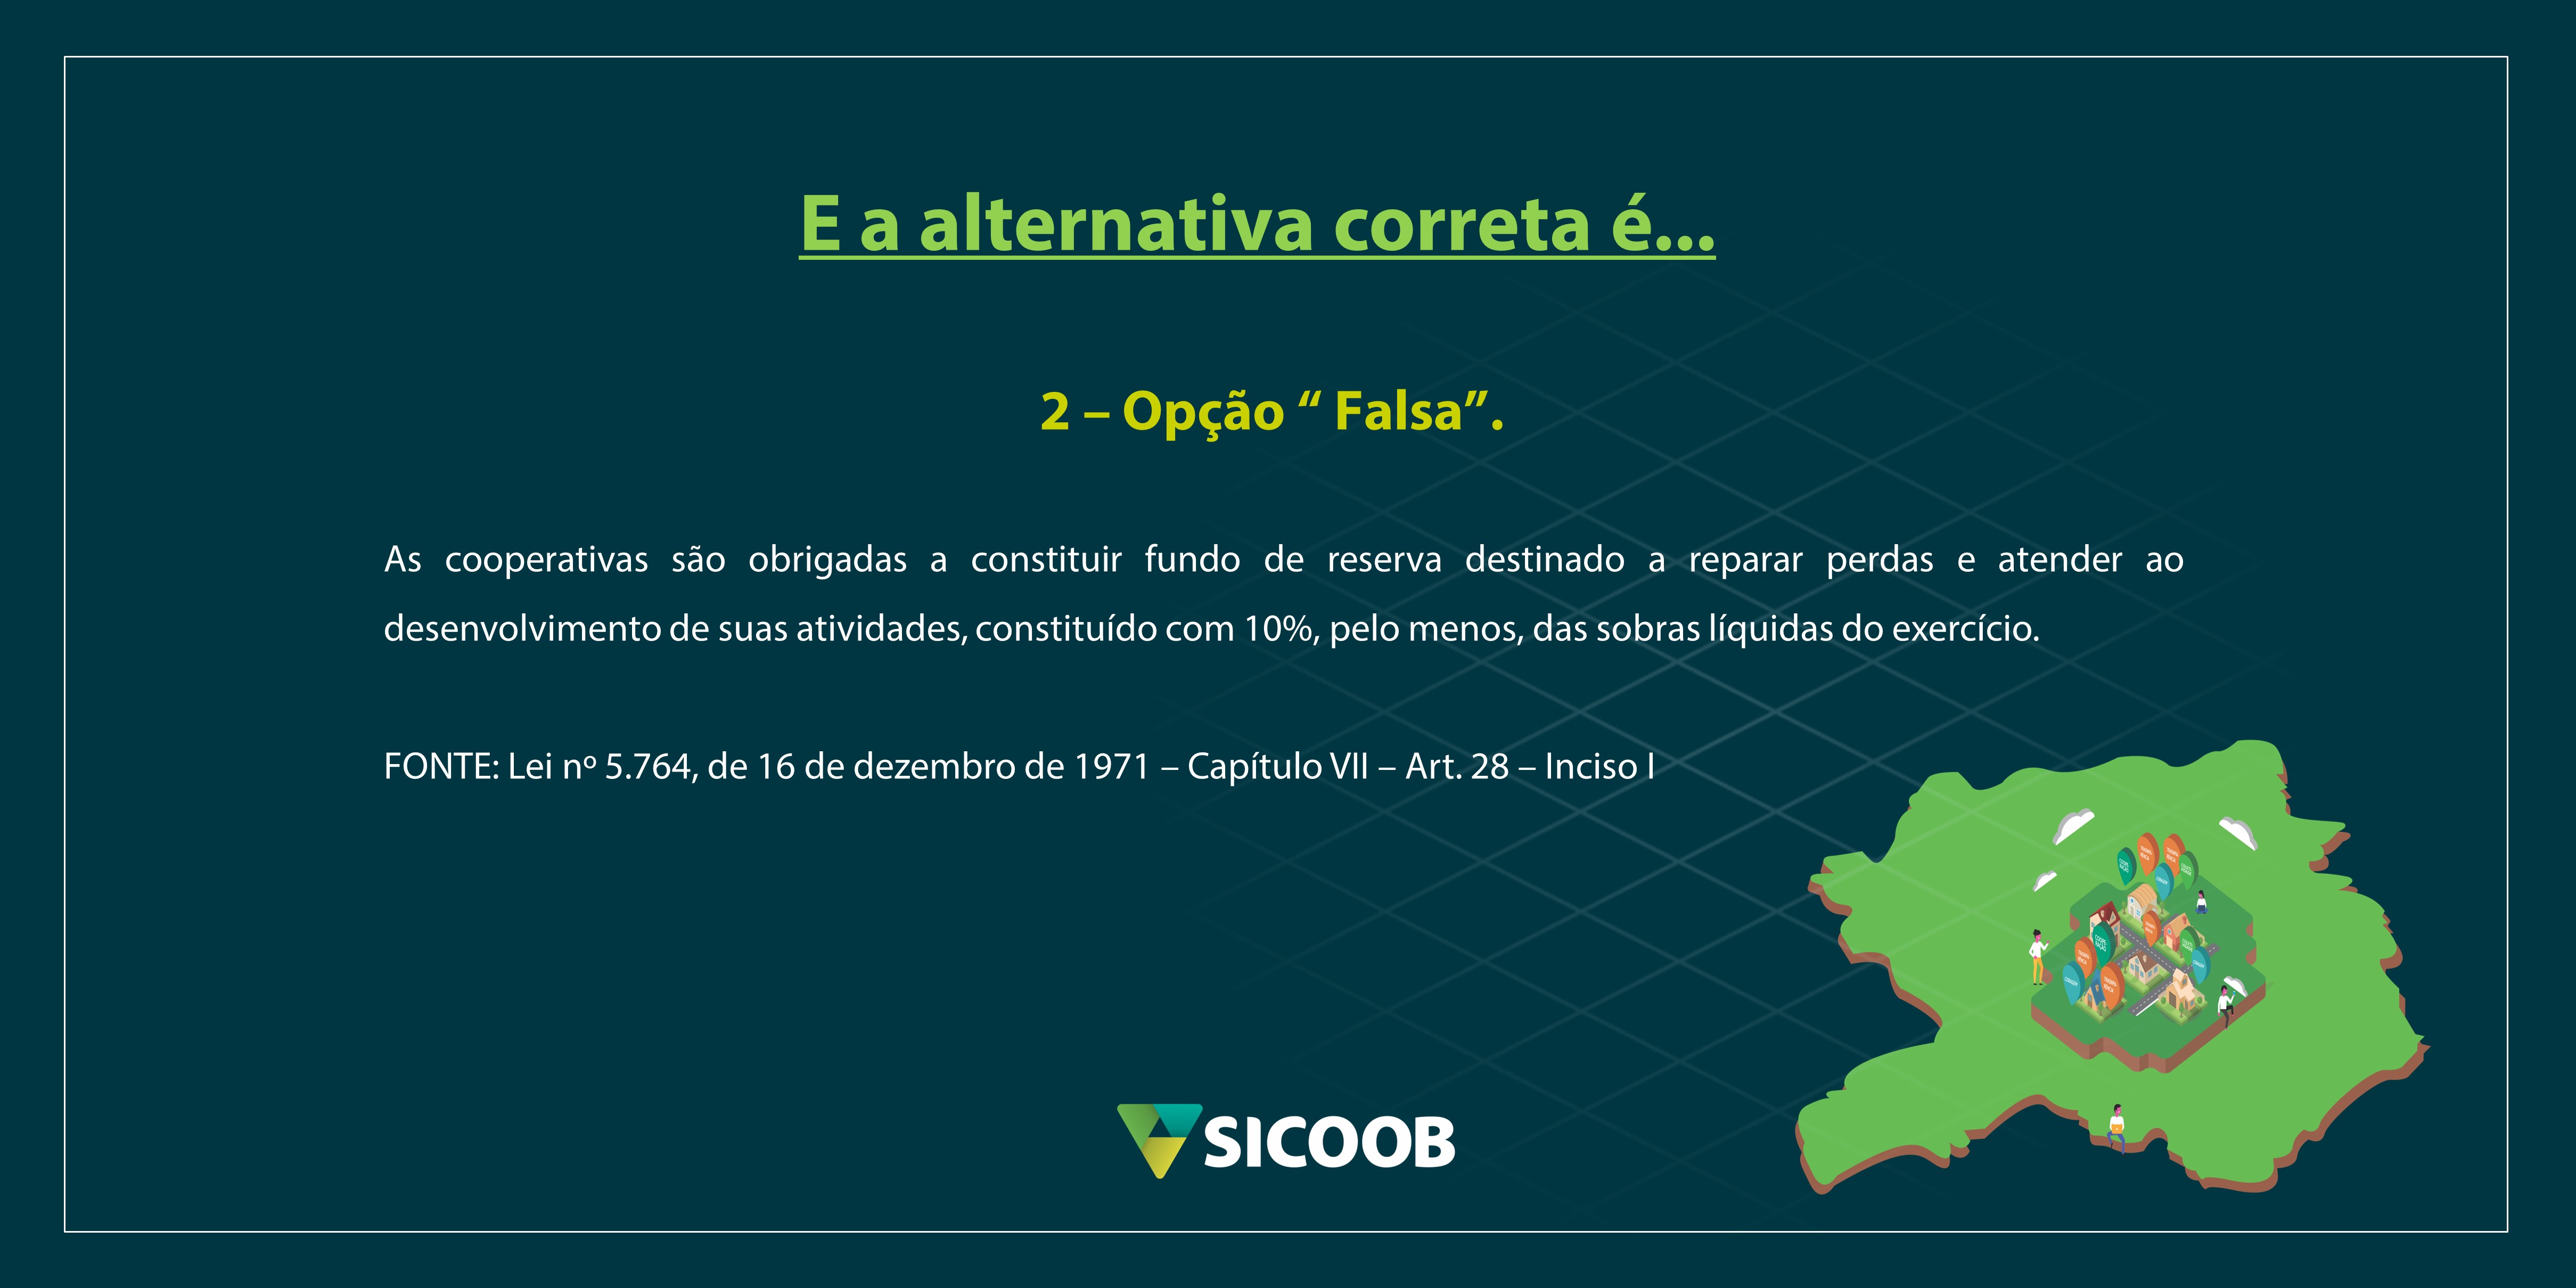 E a alternativa correta é...
2 – Opção “ Falsa”.
As cooperativas são obrigadas a constituir fundo de reserva destinado a reparar perdas e atender ao
desenvolvimento de suas atividades, constituído com 10%, pelo menos, das sobras líquidas do exercício.
FONTE: Lei nº 5.764, de 16 de dezembro de 1971 – Capítulo VII – Art. 28 – Inciso I
SICOOB